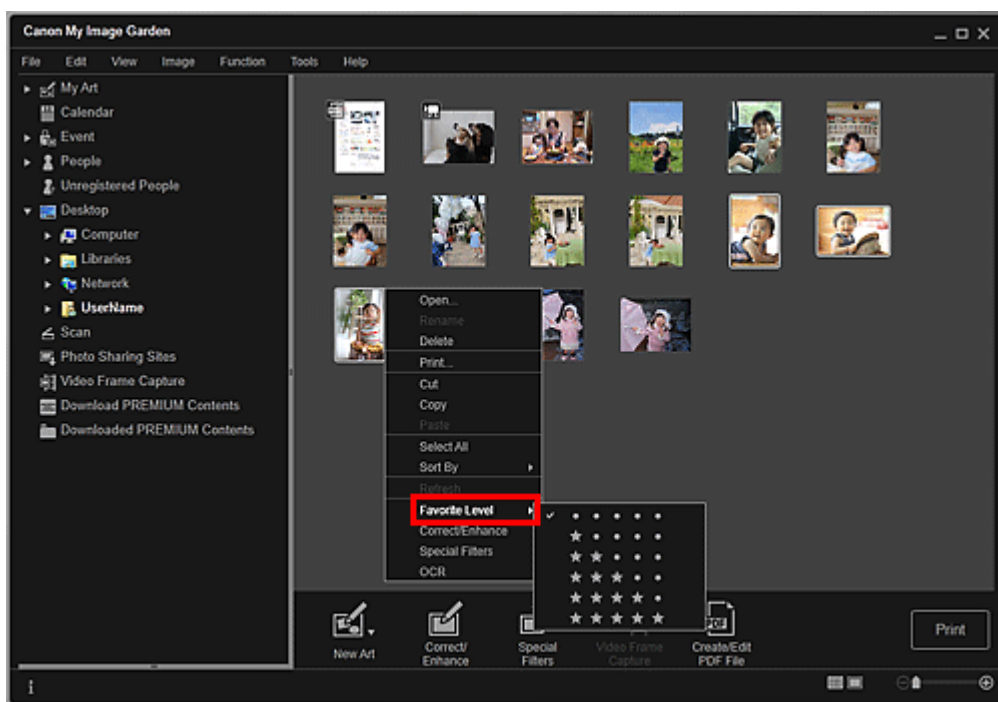 Canon My Image Garden
File Edit View Image Function Tools Help
My Art
Calendar
Event
People
Unregistered People
Desktop
Computer
Libraries
Network
UserName
Scan
Photo Sharing Sites
Video Frame Capture
Download PREMIUM Contents
Downloaded PREMIUM Contents
Open...
Rename
Delete
Print...
Cut
Copy
Paste
Select All
Sort By
Refresh
Favorite Level
Correct/Enhance
Special Filters
OCR
New Art
Correct/
Enhance
Special
Filters
Video Frame
Capture
PDF
Create/Edit
PDF File
Print